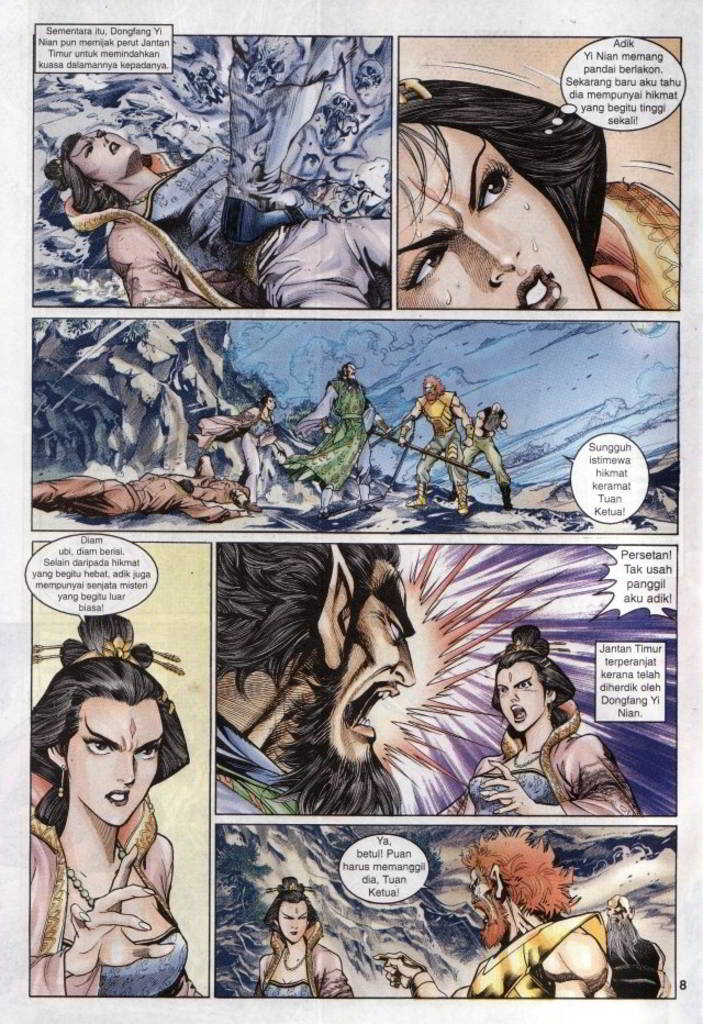 Sementara itu, Dongfang Yi
Nian pun memijak perut Jantan
Timur untuk memindahkan
kuasa dalamannya kepadanya.
Adik
Yi Nian memang
pandai berlakon.
Sekarang baru aku tahu
dia mempunyai hikmat
yang begitu tinggi
sekali!
Sungguh
istimewa
hikmat
keramat
Tuan
Ketua!
Diam
ubi, diam berisi.
Selain daripada hikmat
yang begitu hebat, adik juga
mempunyai senjata misteri
yang begitu luar
biasa!
Persetan!
Tak usah
panggil
aku adik!
Jantan Timur
terperanjat
kerana telah
diherdik oleh
Dongfang Yi
Nian.
Ya,
betul! Puan
harus memanggil
dia, Tuan
Ketua!
8